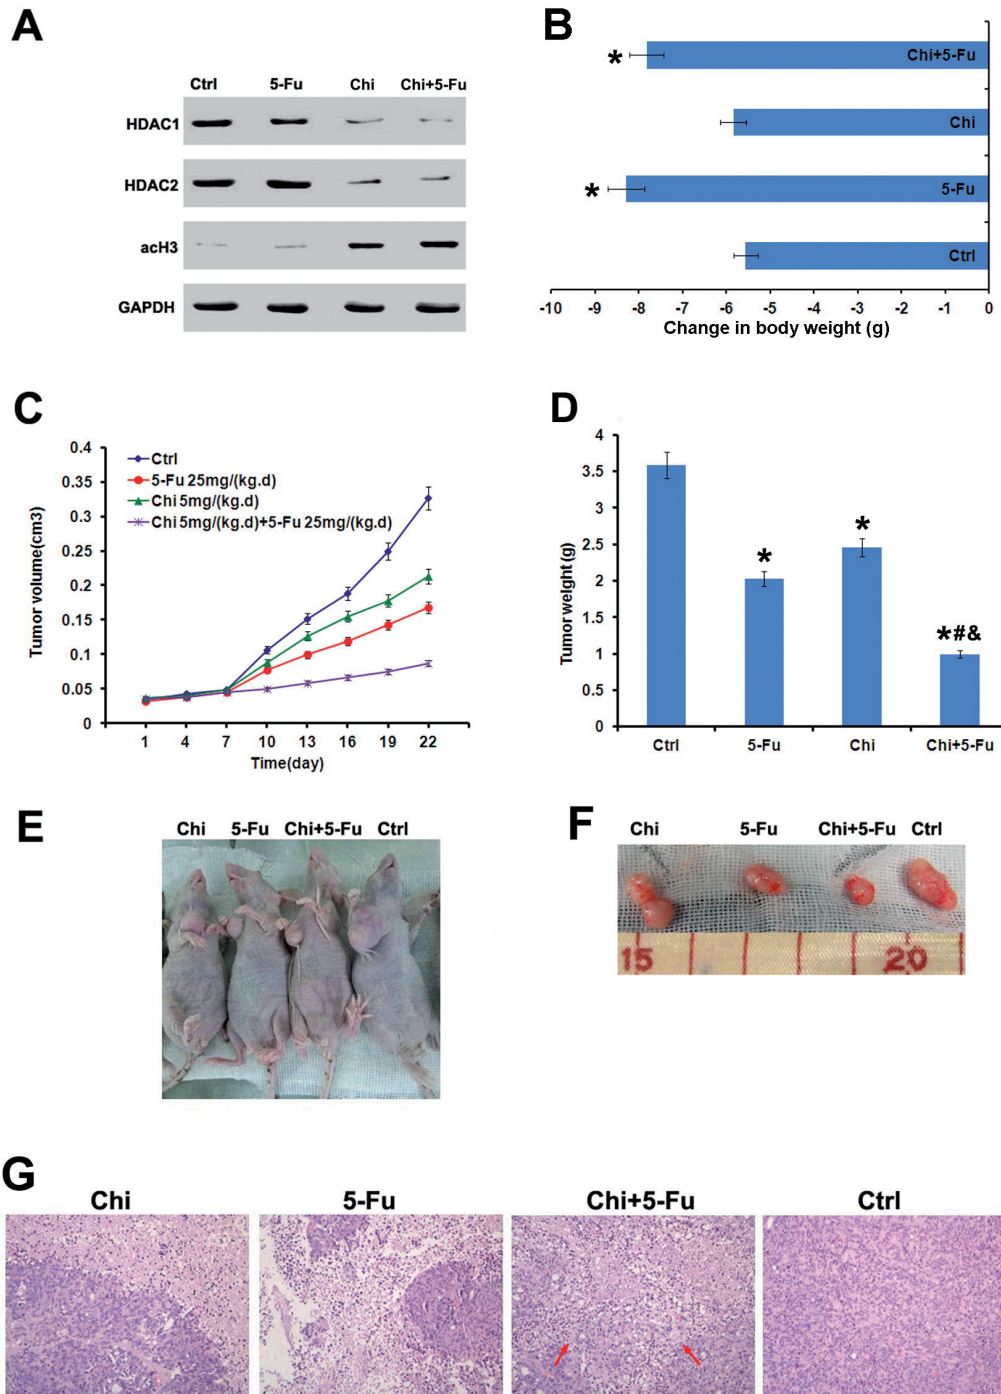 A
Ctrl 5-Fu Chi Chi+5-Fu
HDAC1
HDAC2
acH3
GAPDH
B
* Chi+5-Fu
Chi
* 5-Fu
Ctrl
-10 -9 -8 -7 -6 -5 -4 -3 -2 -1 0
Change in body weight (g)
C
Tumor volume(cm3)
0.4
0.35
0.3
0.25
0.2
0.15
0.1
0.05
0
Ctrl
5-Fu 25mg/(kg.d)
Chi 5mg/(kg.d)
Chi 5mg/(kg.d)+5-Fu 25mg/(kg.d)
1 4 7 10 13 16 19 22
Time(day)
D
Tumor weight (g)
4
3.5
3
2.5
2
1.5
1
0.5
0
*
*
*#&
Ctrl 5-Fu Chi Chi+5-Fu
E
Chi 5-Fu Chi+5-Fu Ctrl
F
Chi 5-Fu Chi+5-Fu Ctrl
15 20
G
Chi 5-Fu Chi+5-Fu Ctrl